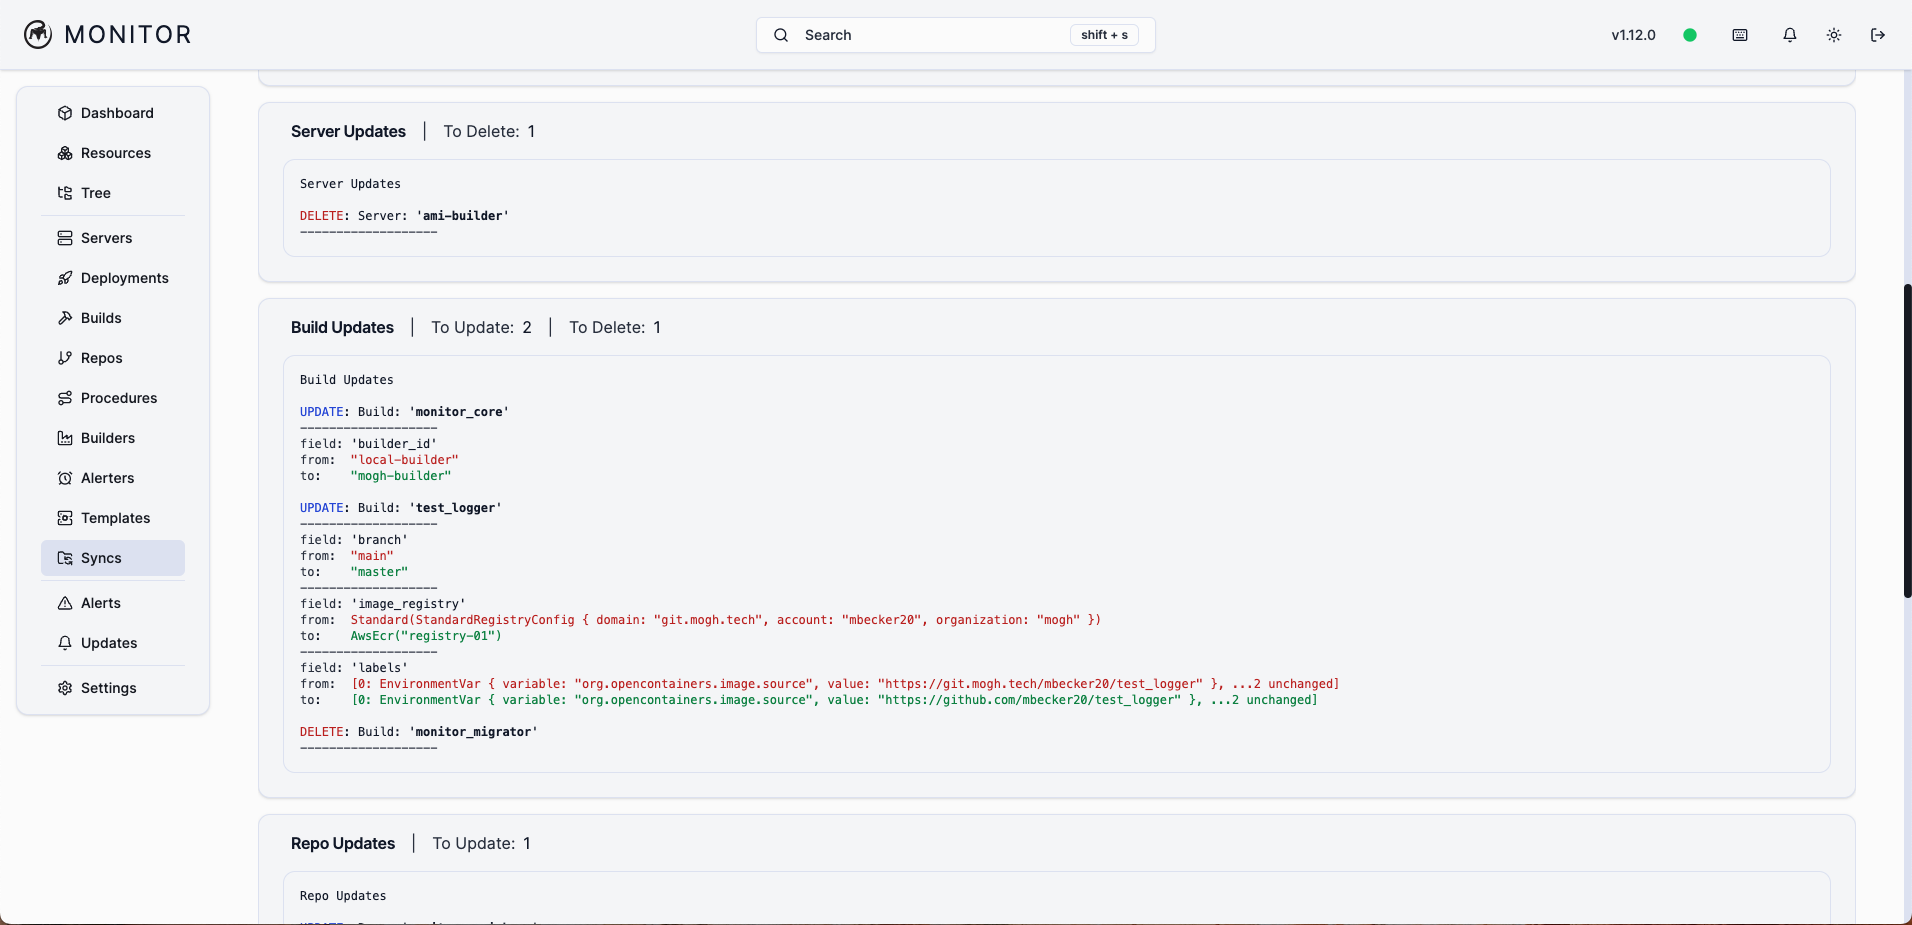 MONITOR
Search
shift + s
v1.12.0
Dashboard
Resources
Tree
Servers
Deployments
Builds
Repos
Procedures
Builders
Alerters
Templates
Syncs
Alerts
Updates
Settings
Server Updates | To Delete: 1
Server Updates
DELETE: Server: 'ami-builder'
-------------------
Build Updates | To Update: 2 | To Delete: 1
Build Updates
UPDATE: Build: 'monitor_core'
-------------------
field: 'builder_id'
from: "local-builder"
to: "mogh-builder"
UPDATE: Build: 'test_logger'
-------------------
field: 'branch'
from: "main"
to: "master"
-------------------
field: 'image_registry'
from: Standard(StandardRegistryConfig { domain: "git.mogh.tech", account: "mbecker20", organization: "mogh" })
to: AwsEcr("registry-01")
-------------------
field: 'labels'
from: [0: EnvironmentVar { variable: "org.opencontainers.image.source", value: "https://git.mogh.tech/mbecker20/test_logger" }, ...2 unchanged]
to: [0: EnvironmentVar { variable: "org.opencontainers.image.source", value: "https://github.com/mbecker20/test_logger" }, ...2 unchanged]
DELETE: Build: 'monitor_migrator'
-------------------
Repo Updates | To Update: 1
Repo Updates